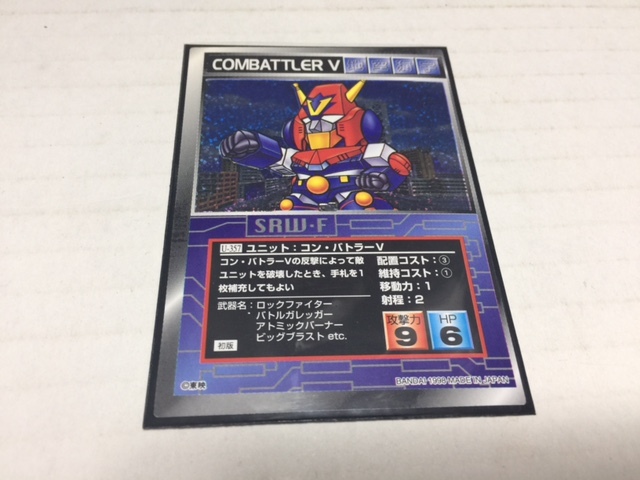 COMBATTLER V
SRW·F
U-357 ユニット：コン・バトラーV
コン・バトラーVの反撃によって敵
ユニットを破壊したとき、手札を1
枚補充してもよい
配置コスト：③
維持コスト：①
移動力：1
射程：2
武器名：ロックファイター
バトルガレッガー
アトミックバーナー
ビッグブラスト etc.
初版
攻撃力
9
HP
6
©東映
BANDAI 1998 MADE IN JAPAN